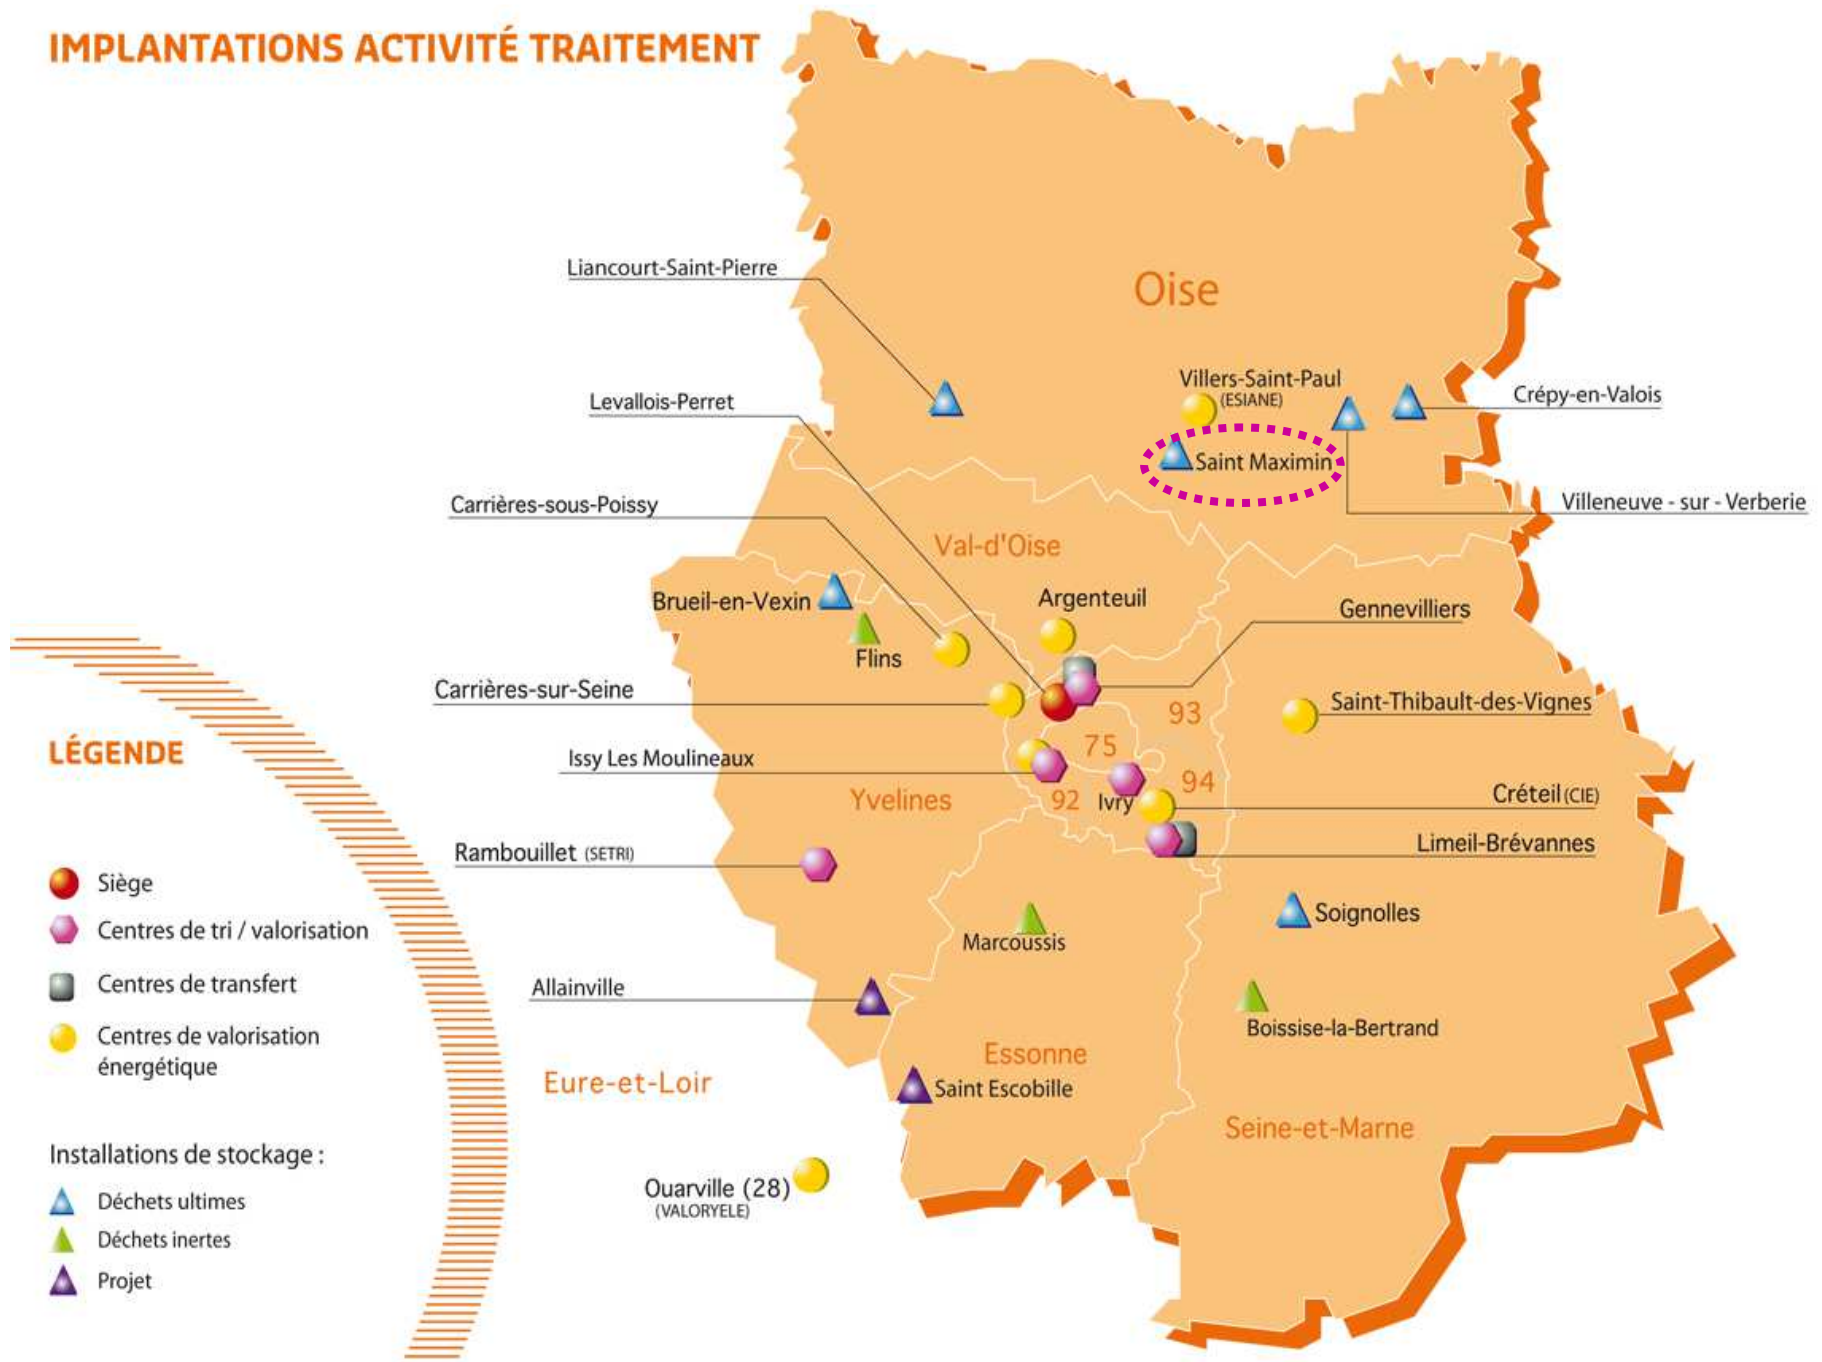 IMPLANTATIONS ACTIVITÉ TRAITEMENT
Liancourt-Saint-Pierre
Oise
Villers-Saint-Paul
(ESIANE)
Crépy-en-Valois
Levallois-Perret
Saint Maximin
Carrières-sous-Poissy
Villeneuve - sur - Verberie
Val-d'Oise
Brueil-en-Vexin
Argenteuil
Gennevilliers
Flins
Carrières-sur-Seine
Saint-Thibault-des-Vignes
93
75
LÉGENDE
Issy Les Moulineaux
94
Yvelines
92
Ivry
Créteil (CIE)
Rambouillet (SETRI)
Limeil-Brévannes
Siège
Soignolles
Centres de tri / valorisation
Marcoussis
Centres de transfert
Allainville
Boissise-la-Bertrand
Centres de valorisation
énergétique
Essonne
Eure-et-Loir
Saint Escobille
Seine-et-Marne
Installations de stockage :
Ouarville (28)
(VALORYELE)
Déchets ultimes
Déchets inertes
Projet